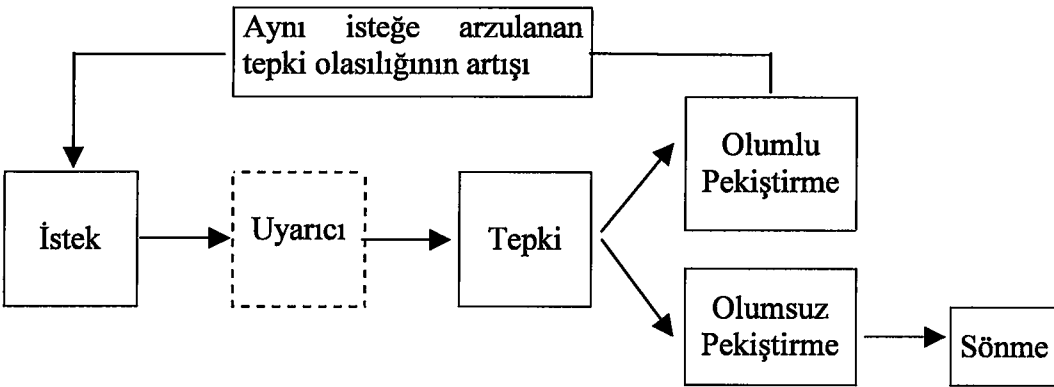 Aynı isteğe arzulanan
tepki olasılığının artışı
Olumlu
Pekiştirme
İstek
Uyarıcı
Tepki
Olumsuz
Pekiştirme
Sönme